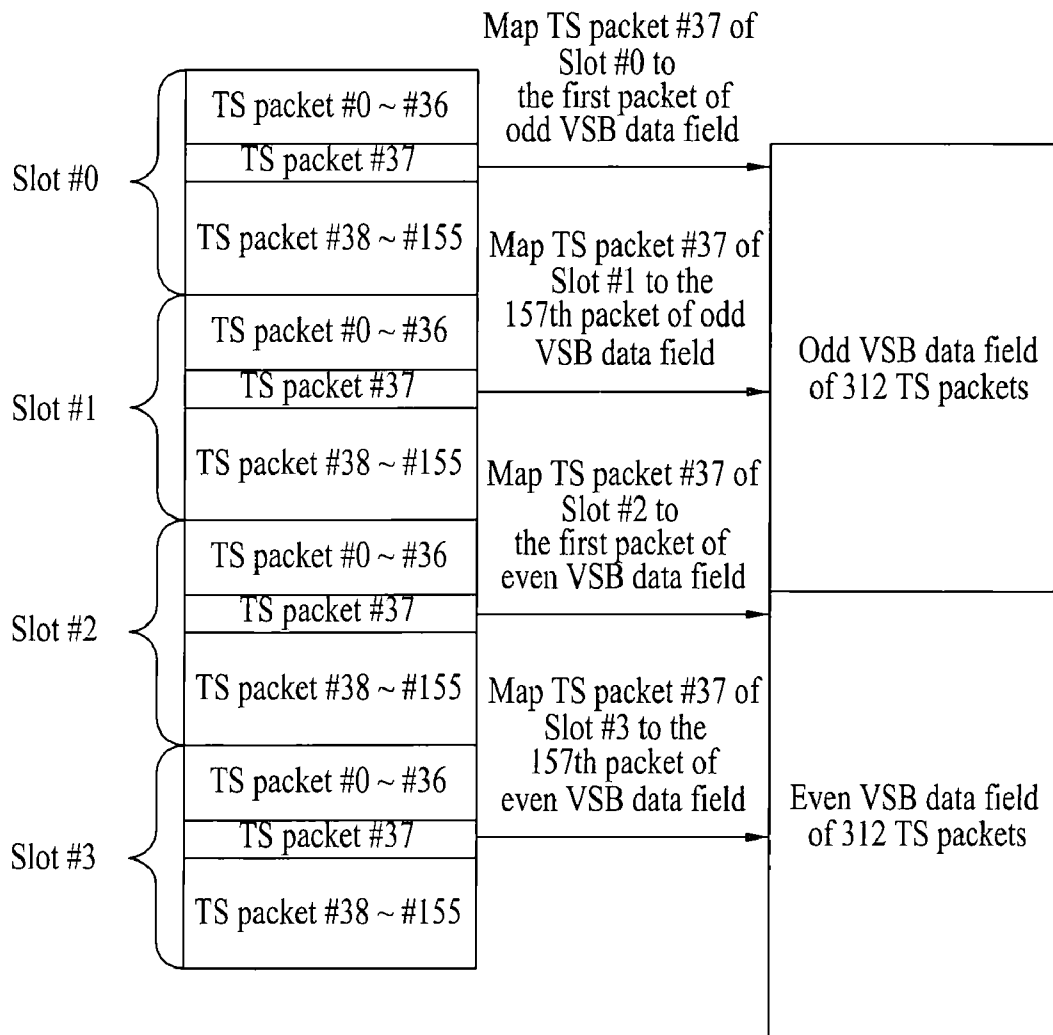 Map TS packet #37 of
Slot #0 to
the first packet of
odd VSB data field
Slot #0
TS packet #0 ~ #36
TS packet #37
TS packet #38 ~ #155
Map TS packet #37 of
Slot #1 to the
157th packet of odd
VSB data field
Slot #1
TS packet #0 ~ #36
TS packet #37
TS packet #38 ~ #155
Odd VSB data field
of 312 TS packets
Map TS packet #37 of
Slot #2 to
the first packet of
even VSB data field
Slot #2
TS packet #0 ~ #36
TS packet #37
TS packet #38 ~ #155
Map TS packet #37 of
Slot #3 to the
157th packet of
even VSB data field
Slot #3
TS packet #0 ~ #36
TS packet #37
TS packet #38 ~ #155
Even VSB data field
of 312 TS packets